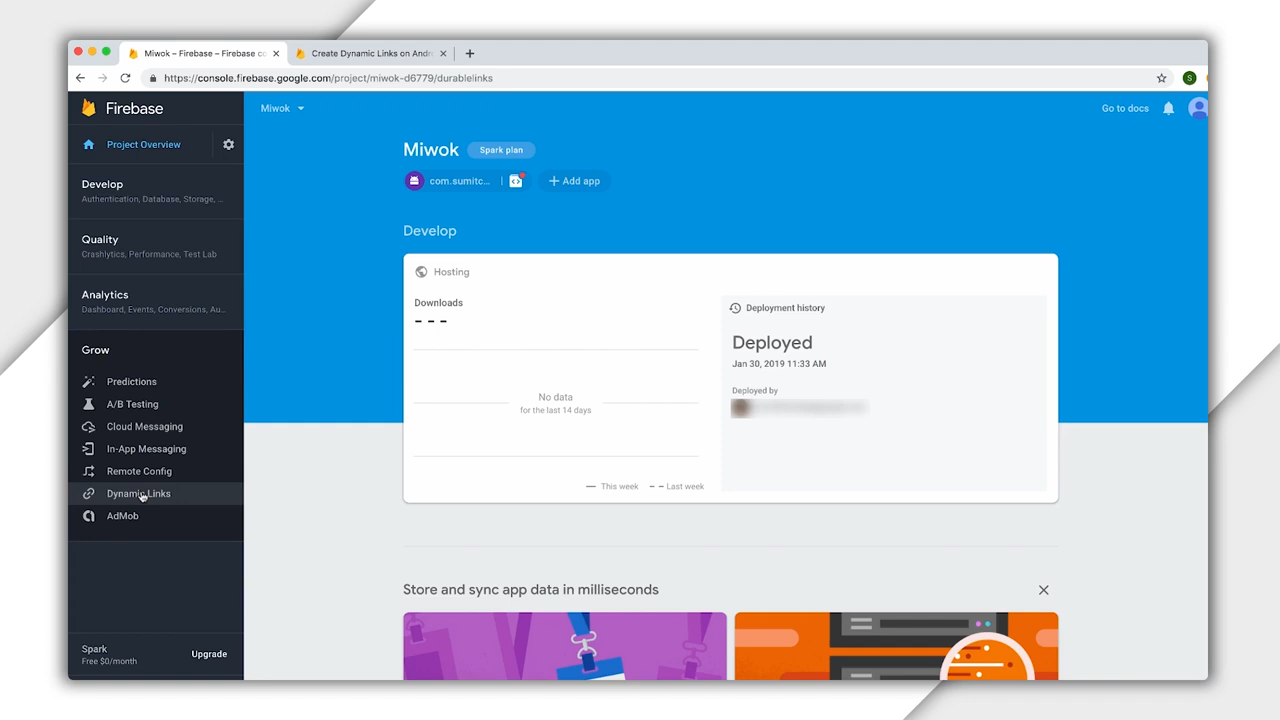 Miwok – Firebase – Firebase co
Create Dynamic Links on Andr
https://console.firebase.google.com/project/miwok-d6779/durablelinks
S
Firebase
Miwok
Go to docs
Project Overview
Develop
Authentication, Database, Storage, ...
Quality
Crashlytics, Performance, Test Lab
Analytics
Dashboard, Events, Conversions, Au...
Grow
Predictions
A/B Testing
Cloud Messaging
In-App Messaging
Remote Config
Dynamic Links
AdMob
Spark
Free $0/month
Upgrade
Miwok
Spark plan
com.sumitc...
Add app
Develop
Hosting
Downloads
- - -
No data
for the last 14 days
This week
Last week
Deployment history
Deployed
Jan 30, 2019 11:33 AM
Deployed by
Store and sync app data in milliseconds